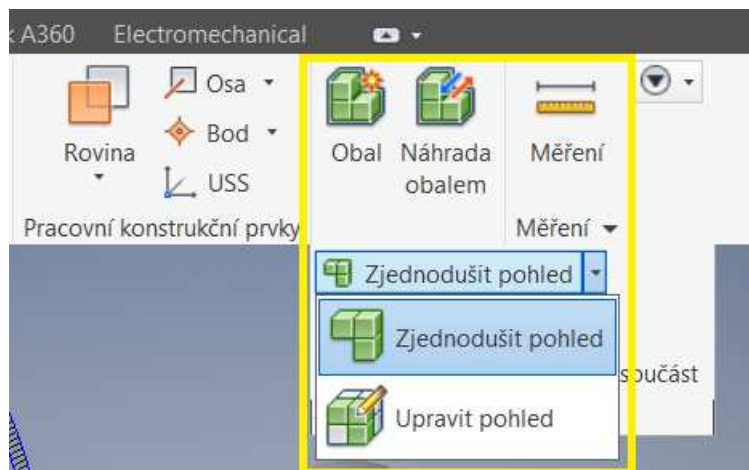 A360 Electromechanical
Rovina
Osa
Bod
USS
Pracovní konstrukční prvky
Obal
Náhrada
obalem
Měření
Měření
Zjednodušit pohled
Zjednodušit pohled
Upravit pohled